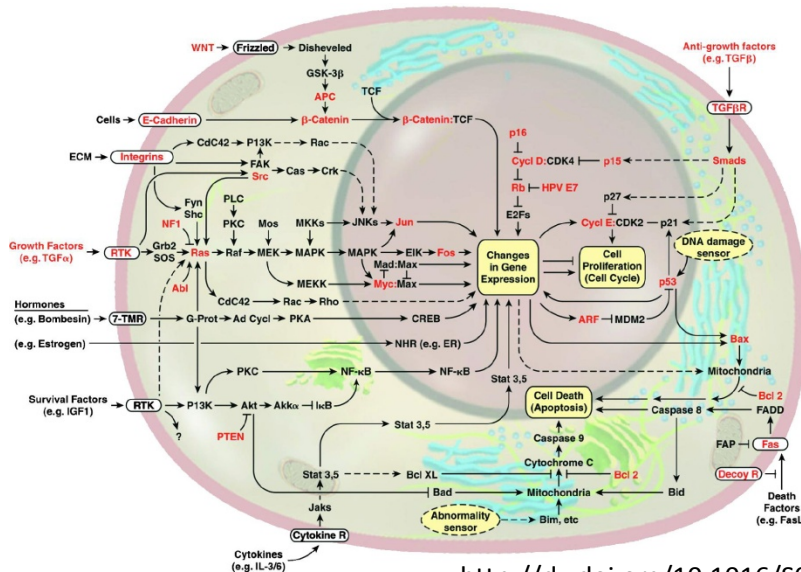 WNT Frizzled Disheveled
GSK-3β
APC
TCF
Cells E-Cadherin β-Catenin β-Catenin:TCF
ECM Integrins CdC42 P13K Rac
FAK
Src Cas Crk
Fyn
Shc
PLC
PKC
NF1
Mos
MKKs JNKs Jun
Growth Factors
(e.g. TGFα)
RTK
Grb2
SOS
Ras Raf MEK MAPK MAPK ElK Fos
Mad:Max
MEKK Myc:Max
Abl
CdC42 Rac Rho
Hormones
(e.g. Bombesin)
7-TMR G-Prot Ad Cycl PKA CREB
(e.g. Estrogen) NHR (e.g. ER)
PKC NF-κB NF-κB
Survival Factors
(e.g. IGF1)
RTK P13K Akt Akkα IκB
?
PTEN
Stat 3,5
Stat 3,5
Stat 3,5 Bcl XL
Bad
Jaks
Cytokine R
Cytokines
(e.g. IL-3/6)
Anti-growth factors
(e.g. TGFβ)
TGFβR
Smads
p16
Cycl D:CDK4 p15
Rb HPV E7
E2Fs
p27
Cycl E:CDK2 p21
DNA damage
sensor
Changes
in Gene
Expression
Cell
Proliferation
(Cell Cycle)
p53
ARF MDM2
Bax
Mitochondria
Bcl 2
Cell Death
(Apoptosis)
Caspase 8 FADD
Caspase 9
FAP Fas
Cytochrome C
Bcl 2
Decoy R
Mitochondria Bid
Death
Factors
(e.g. FasL
Abnormality
sensor
Bim, etc